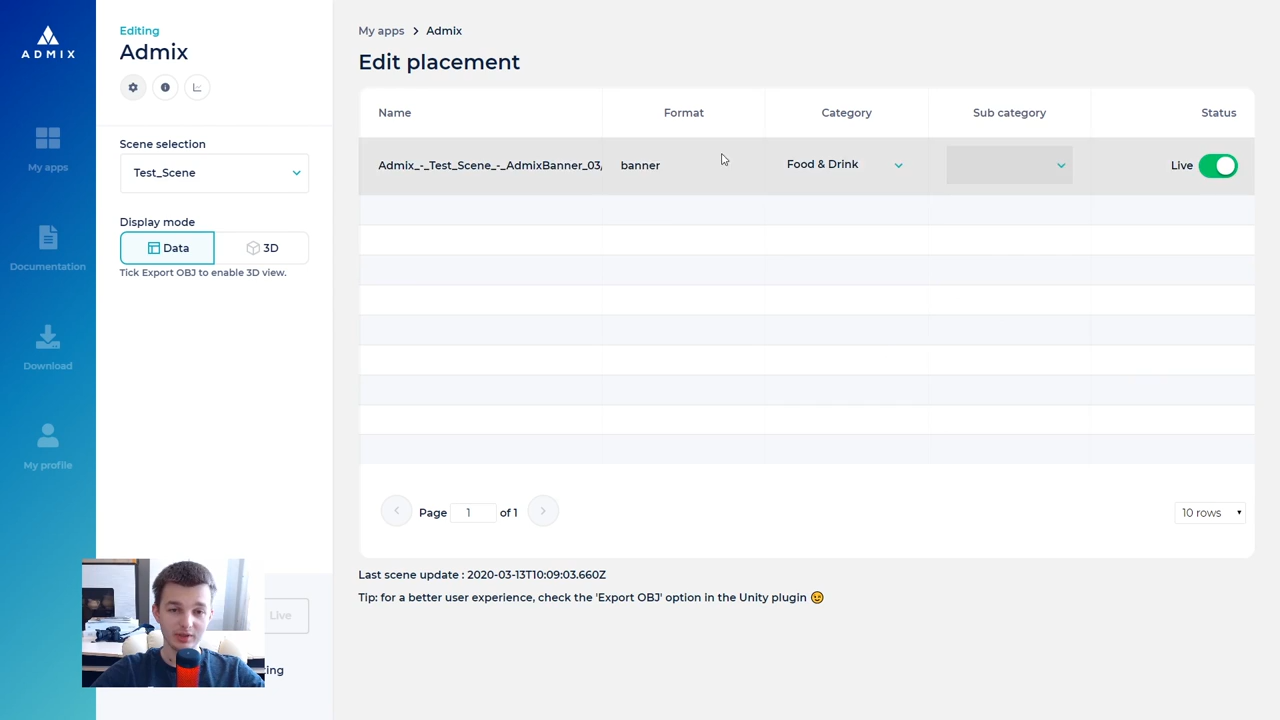 ADMIX
My apps
Documentation
Download
My profile
Editing
Admix
Scene selection
Test_Scene
Display mode
Data
3D
Tick Export OBJ to enable 3D view.
Live
ing
My apps > Admix
Edit placement
Name Format Category Sub category Status
Admix_-_Test_Scene_-_AdmixBanner_03, banner Food & Drink Live
Page 1 of 1
10 rows
Last scene update : 2020-03-13T10:09:03.660Z
Tip: for a better user experience, check the 'Export OBJ' option in the Unity plugin 😉